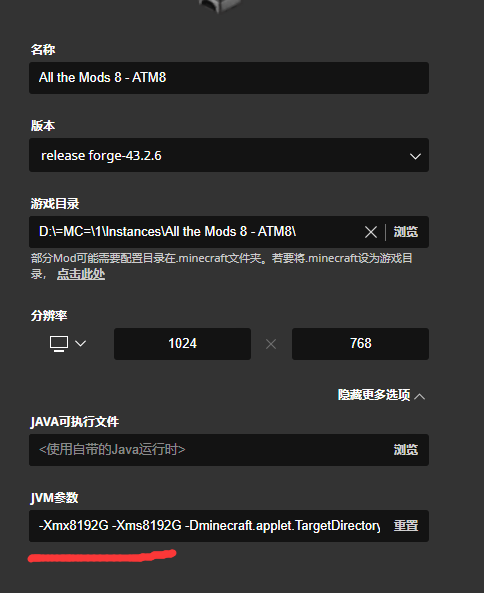 名称
All the Mods 8 - ATM8
版本
release forge-43.2.6
游戏目录
D:\=MC=\1\Instances\All the Mods 8 - ATM8\ 浏览
部分Mod可能需要配置目录在.minecraft文件夹。若要将.minecraft设为游戏目
录， 点击此处
分辨率
1024 × 768
隐藏更多选项
JAVA可执行文件
<使用自带的Java运行时> 浏览
JVM参数
-Xmx8192G -Xms8192G -Dminecraft.applet.TargetDirectory 重置